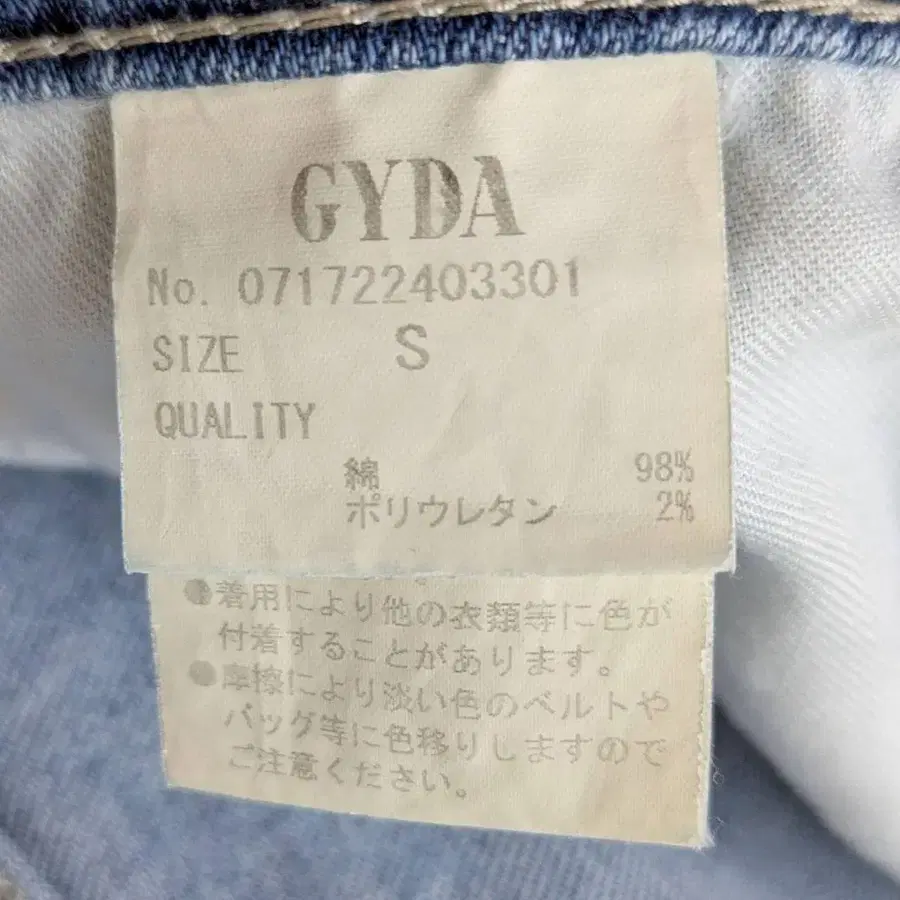 GYDA
No. 071722403301
SIZE S
QUALITY
綿 98%
ポリウレタン 2%
●着用により他の衣類等に色が
付着することがあります。
●摩擦により淡い色のベルトや
バッグ等に色移りしますので
ご注意ください。